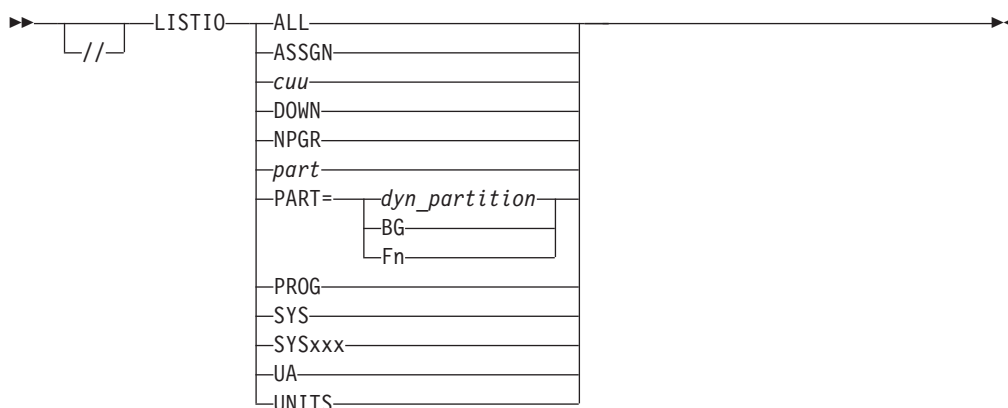 LISTIO ALL
//
ASSGN
cuu
DOWN
NPGR
part
PART= dyn_partition
BG
Fn
PROG
SYS
SYSxxx
UA
UNITS